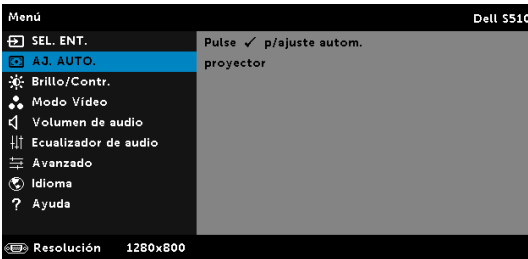 Menú
Dell S510
SEL. ENT.
AJ. AUTO.
Brillo/Contr.
Modo Vídeo
Volumen de audio
Ecualizador de audio
Avanzado
Idioma
? Ayuda
Pulse ✓ p/ajuste autom.
proyector
Resolución 1280x800